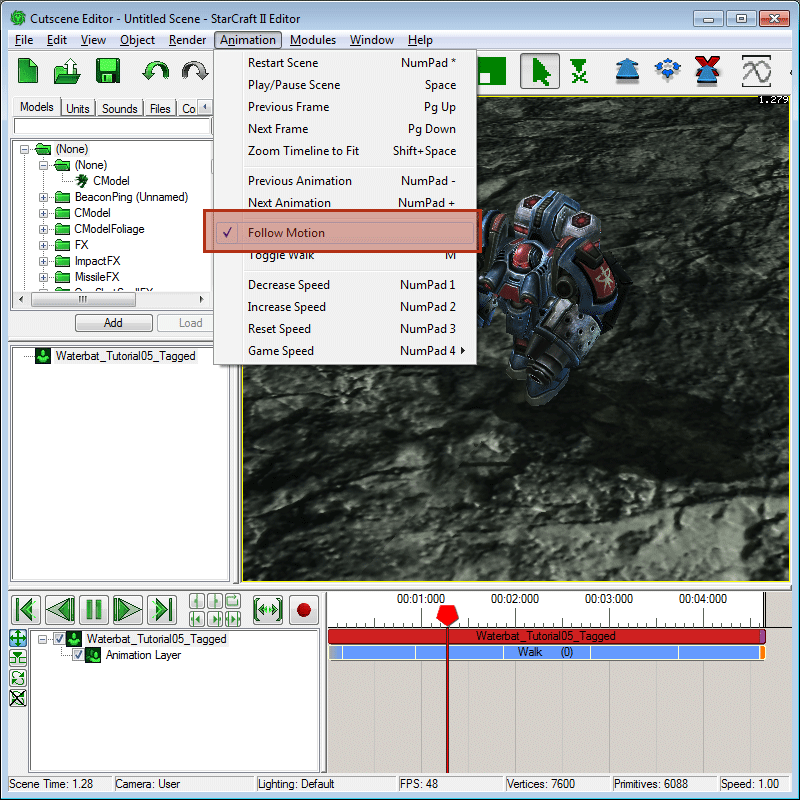 Cutscene Editor - Untitled Scene - StarCraft II Editor
File Edit View Object Render Animation Modules Window Help
Restart Scene NumPad *
Play/Pause Scene Space
Previous Frame Pg Up
Next Frame Pg Down
Zoom Timeline to Fit Shift+Space
Previous Animation NumPad -
Next Animation NumPad +
Follow Motion
Toggle Walk M
Decrease Speed NumPad 1
Increase Speed NumPad 2
Reset Speed NumPad 3
Game Speed NumPad 4
Models Units Sounds Files Co
1.279
(None)
(None)
CModel
BeaconPing (Unnamed)
CModel
CModelFoliage
FX
ImpactFX
MissileFX
OneShotSpellFX
Add Load
Waterbat_Tutorial05_Tagged
00:01:000 00:02:000 00:03:000 00:04:000
Waterbat_Tutorial05_Tagged
Animation Layer
Waterbat_Tutorial05_Tagged
Walk (0)
Scene Time: 1.28 Camera: User Lighting: Default FPS: 48 Vertices: 7600 Primitives: 6088 Speed: 1.00